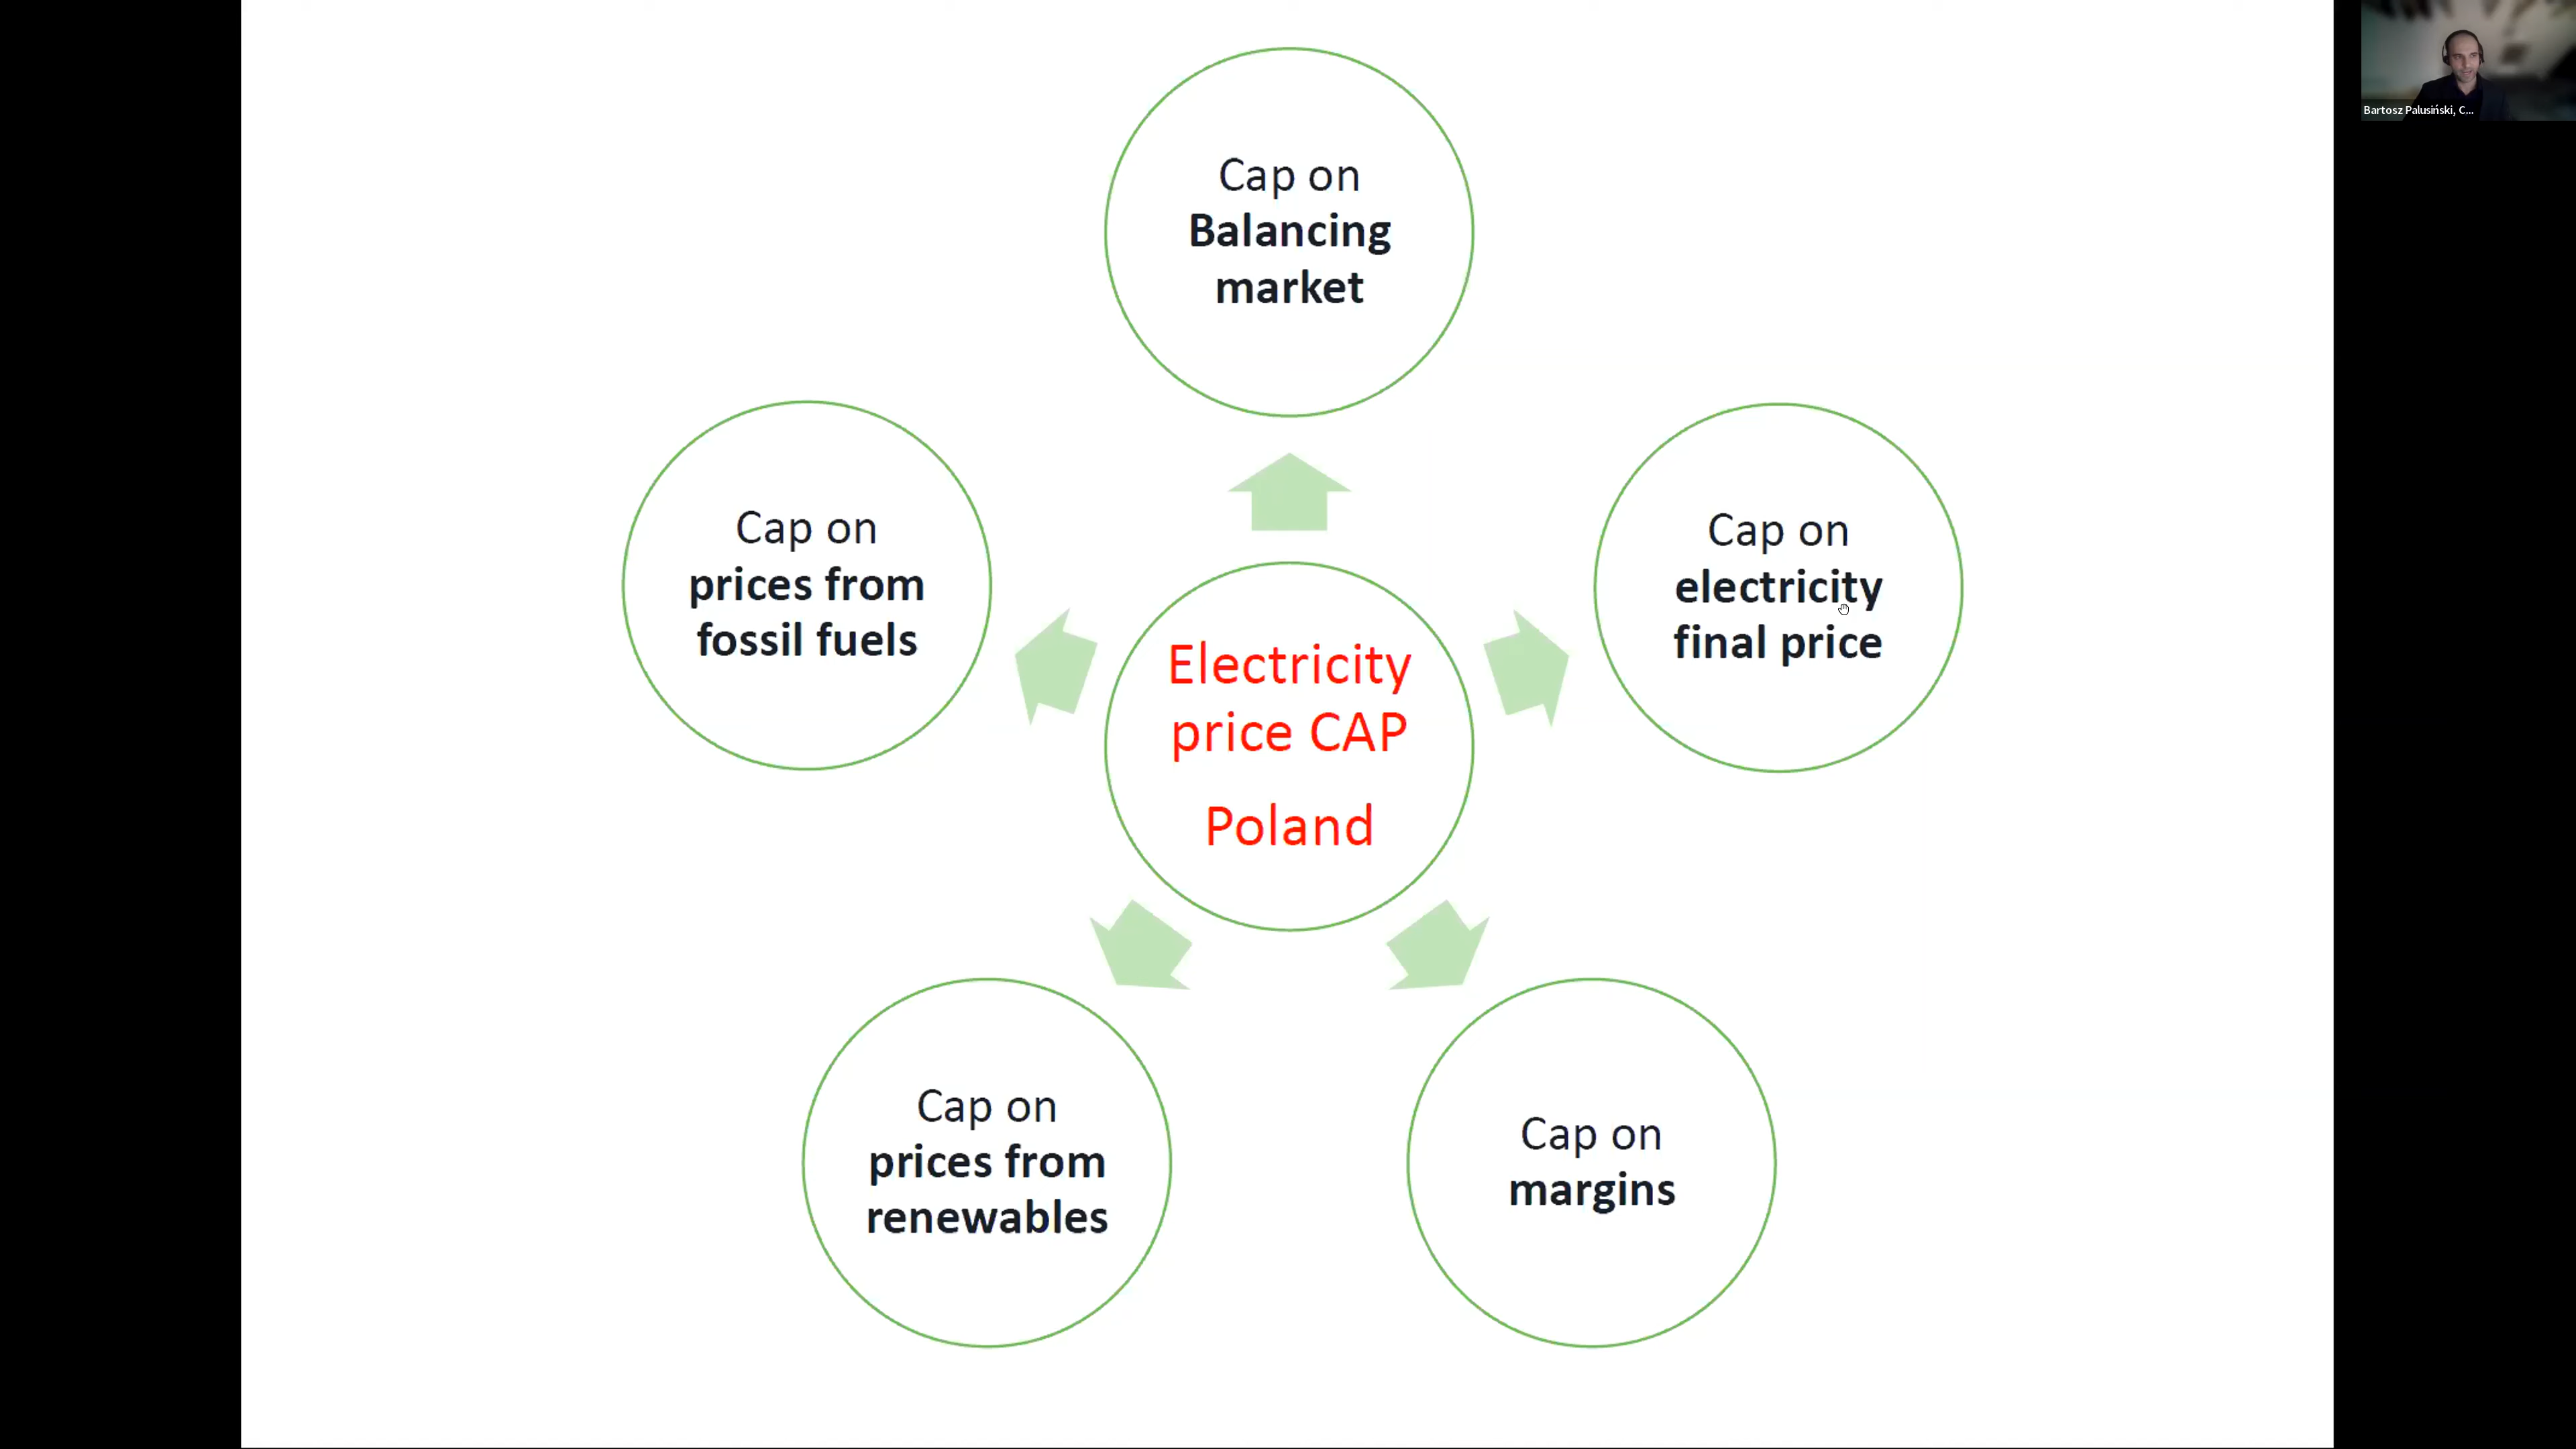 Cap on
Balancing
market
Cap on
prices from
fossil fuels
Cap on
electricity
final price
Electricity
price CAP
Poland
Cap on
prices from
renewables
Cap on
margins
Bartosz Palusiński, C...